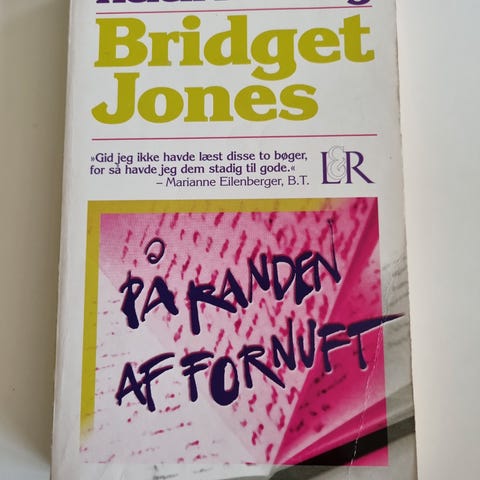 Bridget
Jones
»Gid jeg ikke havde læst disse to bøger,
for så havde jeg dem stadig til gode.«
– Marianne Eilenberger, B.T.
L&R
PÅ RANDEN
AF FORNUFT